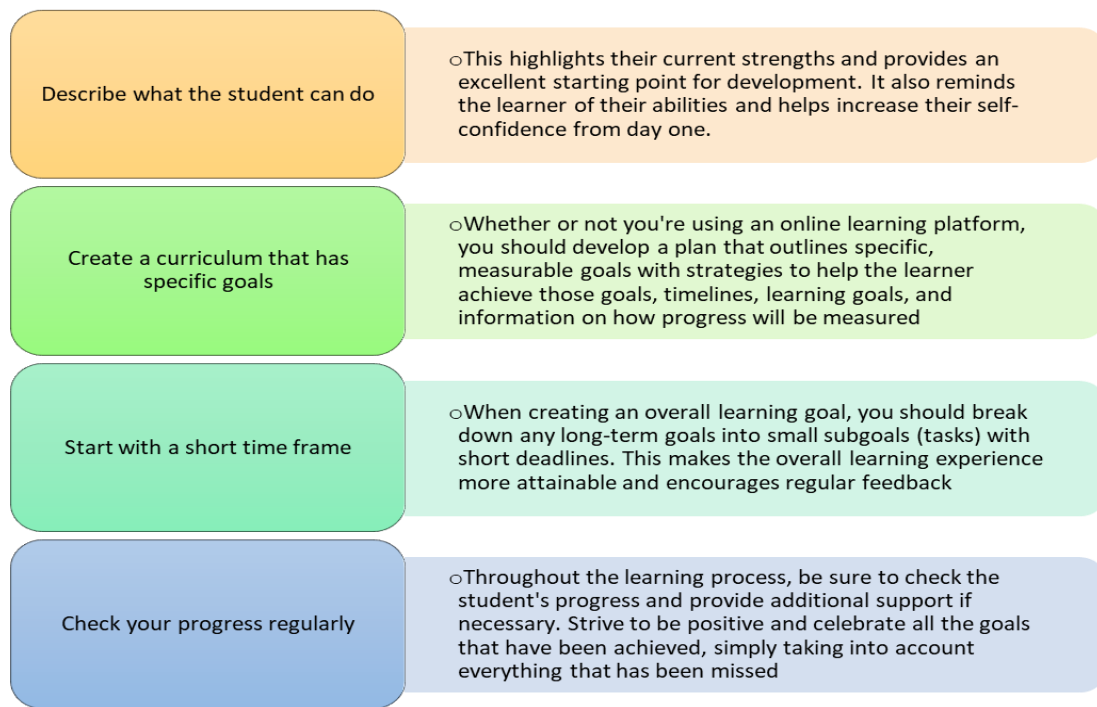 Describe what the student can do
○This highlights their current strengths and provides an
excellent starting point for development. It also reminds
the learner of their abilities and helps increase their self-
confidence from day one.
Create a curriculum that has
specific goals
○Whether or not you're using an online learning platform,
you should develop a plan that outlines specific,
measurable goals with strategies to help the learner
achieve those goals, timelines, learning goals, and
information on how progress will be measured
Start with a short time frame
○When creating an overall learning goal, you should break
down any long-term goals into small subgoals (tasks) with
short deadlines. This makes the overall learning experience
more attainable and encourages regular feedback
Check your progress regularly
○Throughout the learning process, be sure to check the
student's progress and provide additional support if
necessary. Strive to be positive and celebrate all the goals
that have been achieved, simply taking into account
everything that has been missed